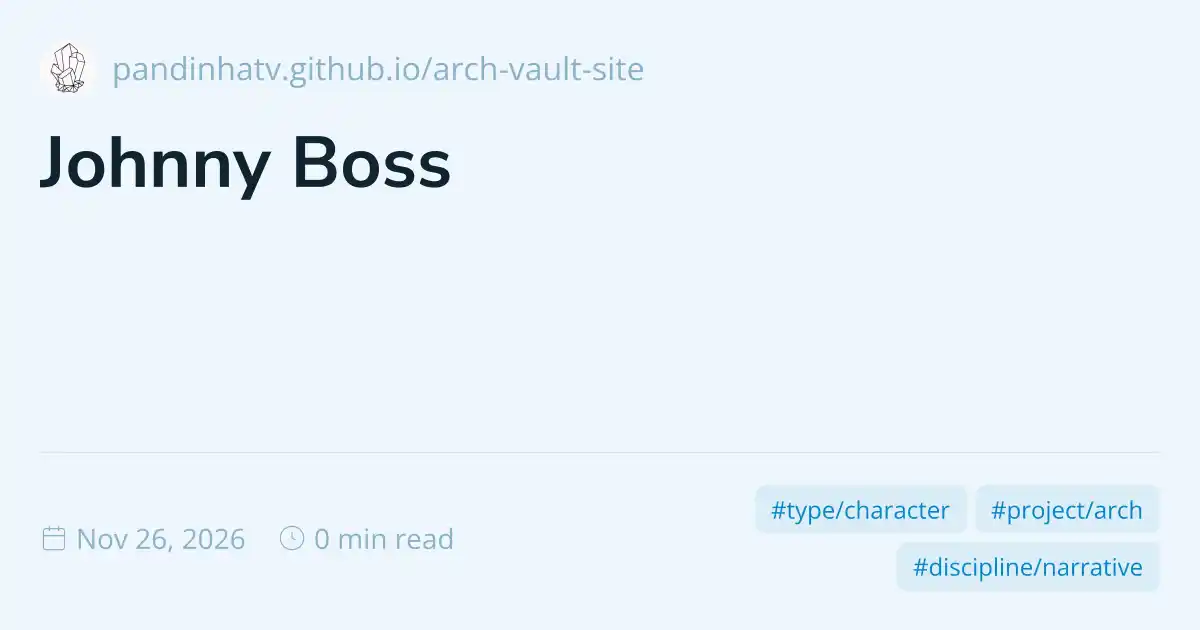 pandinhatv.github.io/arch-vault-site
Johnny Boss
Nov 26, 2026 0 min read
#type/character #project/arch
#discipline/narrative